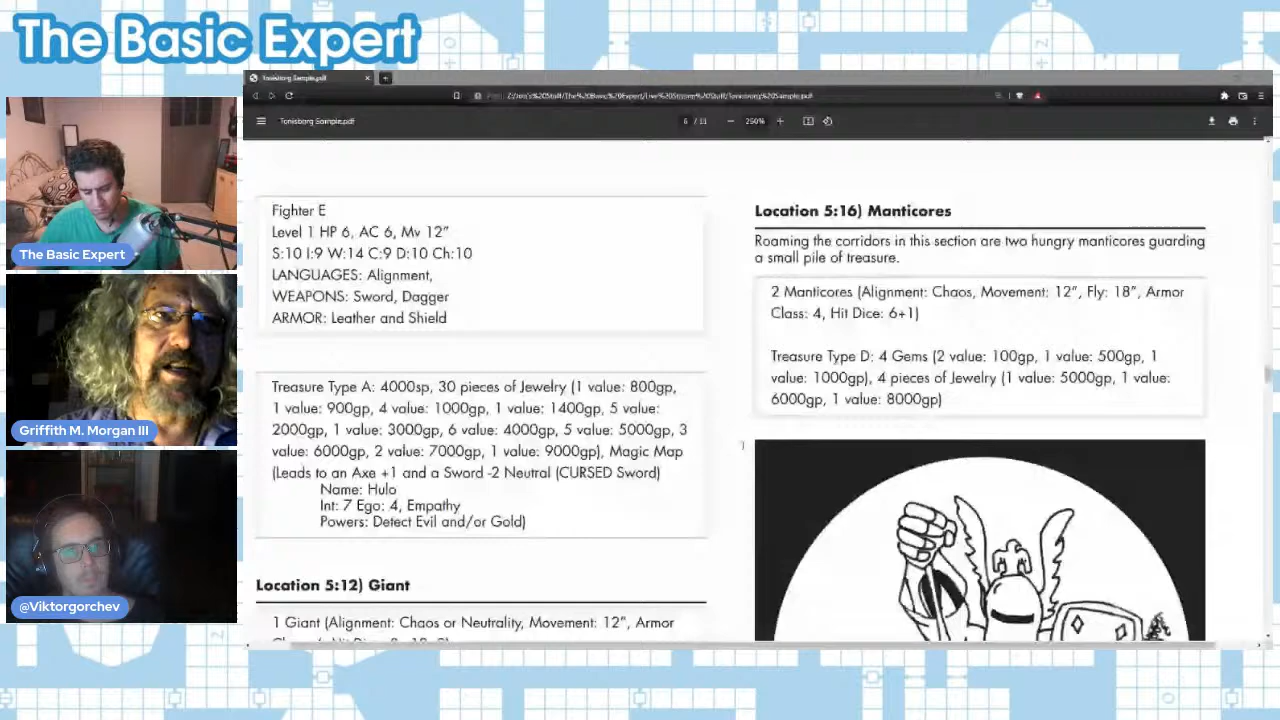 The Basic Expert
Tonisborg Sample.pdf
Tonisborg Sample.pdf
6 / 11
250%
The Basic Expert
Griffith M. Morgan III
@Viktorgorchev
Fighter E
Level 1 HP 6, AC 6, Mv 12”
S:10 I:9 W:14 C:9 D:10 Ch:10
LANGUAGES: Alignment,
WEAPONS: Sword, Dagger
ARMOR: Leather and Shield
Treasure Type A: 4000sp, 30 pieces of Jewelry (1 value: 800gp,
1 value: 900gp, 4 value: 1000gp, 1 value: 1400gp, 5 value:
2000gp, 1 value: 3000gp, 6 value: 4000gp, 5 value: 5000gp, 3
value: 6000gp, 2 value: 7000gp, 1 value: 9000gp), Magic Map
(Leads to an Axe +1 and a Sword -2 Neutral (CURSED Sword)
Name: Hulo
Int: 7 Ego: 4, Empathy
Powers: Detect Evil and/or Gold)
Location 5:12) Giant
1 Giant (Alignment: Chaos or Neutrality, Movement: 12”, Armor
Location 5:16) Manticores
Roaming the corridors in this section are two hungry manticores guarding
a small pile of treasure.
2 Manticores (Alignment: Chaos, Movement: 12”, Fly: 18”, Armor
Class: 4, Hit Dice: 6+1)
Treasure Type D: 4 Gems (2 value: 100gp, 1 value: 500gp, 1
value: 1000gp), 4 pieces of Jewelry (1 value: 5000gp, 1 value:
6000gp, 1 value: 8000gp)